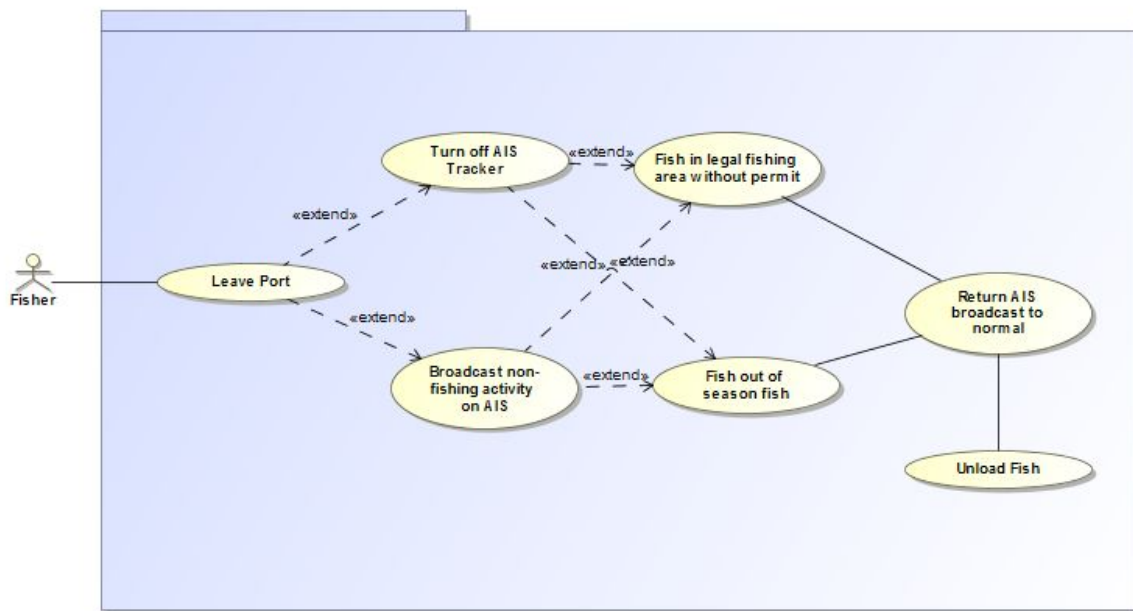 Turn off AIS
Tracker
«extend»
Fish in legal fishing
area without permit
«extend»
Fisher
Leave Port
«extend»
«extend»
Return AIS
broadcast to
normal
«extend»
Broadcast non-
fishing activity
on AIS
«extend»
Fish out of
season fish
Unload Fish